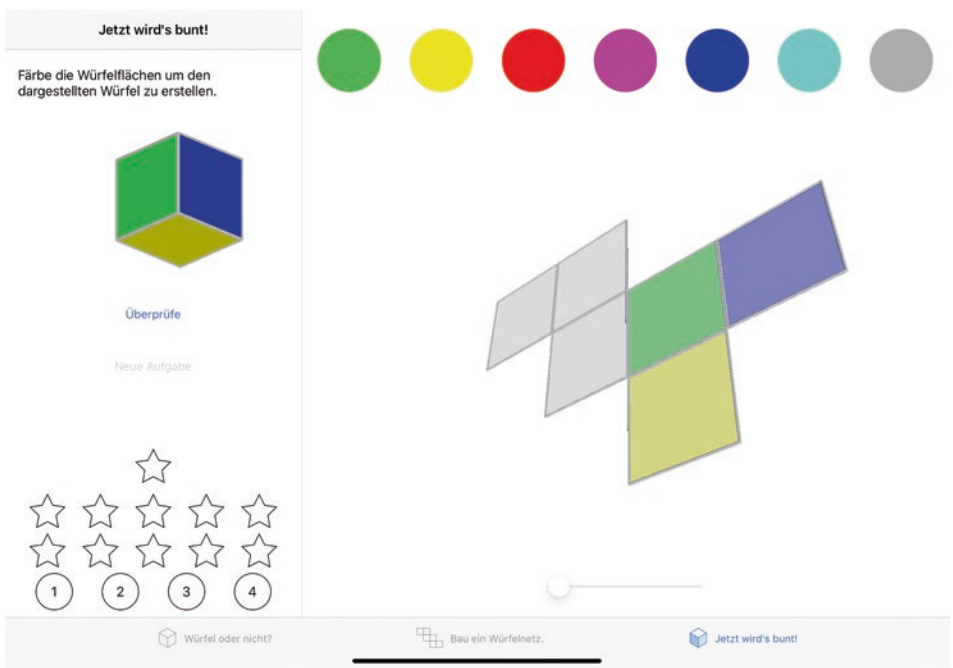 Jetzt wird's bunt!
Färbe die Würfelflächen um den
dargestellten Würfel zu erstellen.
Überprüfe
Neue Aufgabe
1 2 3 4
Würfel oder nicht?
Bau ein Würfelnetz.
Jetzt wird's bunt!